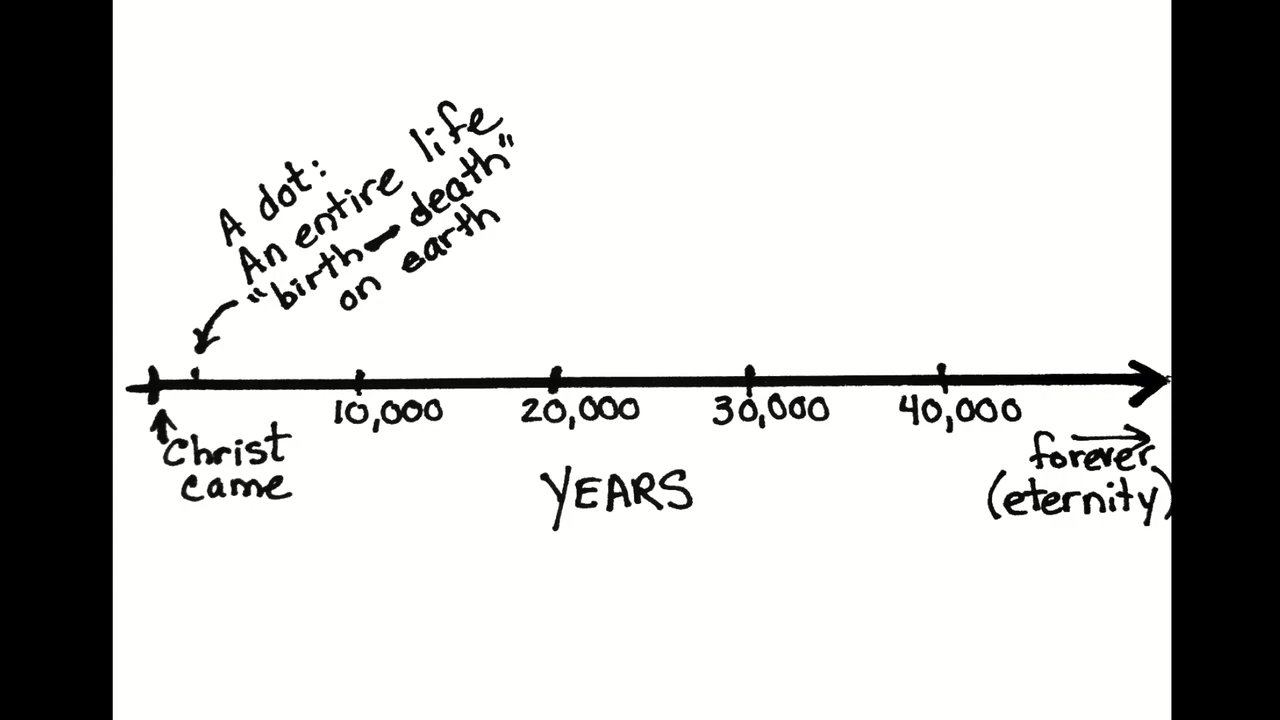 A dot:
An entire life
"birth - death"
on earth
10,000
20,000
30,000
40,000
Christ
came
YEARS
forever
(eternity)